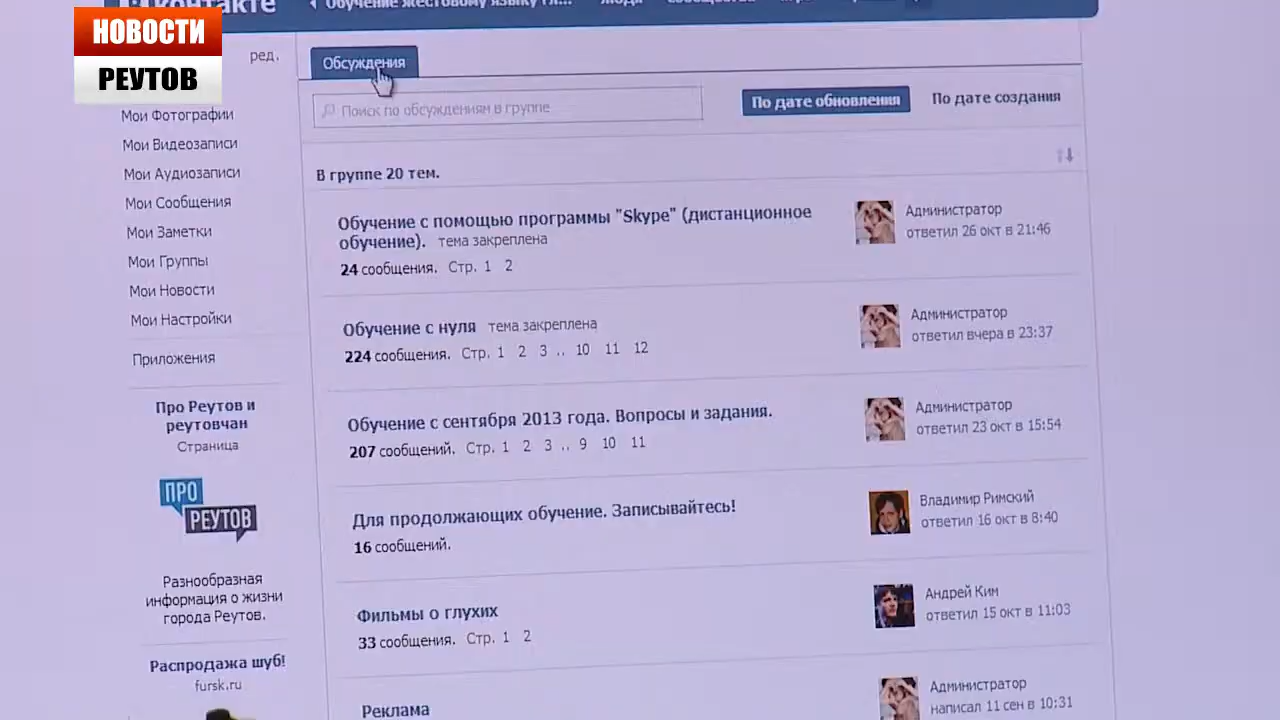 контакте
Обучение жестовому языку гл...
НОВОСТИ
РЕУТОВ
ред.
Мои Фотографии
Мои Видеозаписи
Мои Аудиозаписи
Мои Сообщения
Мои Заметки
Мои Группы
Мои Новости
Мои Настройки
Приложения
Про Реутов и
реутовчан
Страница
ПРО
РЕУТОВ
Разнообразная
информация о жизни
города Реутов.
Распродажа шуб!
fursk.ru
Обсуждения
Поиск по обсуждениям в группе
По дате обновления По дате создания
В группе 20 тем.
Обучение с помощью программы "Skype" (дистанционное
обучение). тема закреплена
24 сообщения. Стр. 1 2
Администратор
ответил 26 окт в 21:46
Обучение с нуля тема закреплена
224 сообщения. Стр. 1 2 3 .. 10 11 12
Администратор
ответил вчера в 23:37
Обучение с сентября 2013 года. Вопросы и задания.
207 сообщений. Стр. 1 2 3 .. 9 10 11
Администратор
ответил 23 окт в 15:54
Для продолжающих обучение. Записывайтесь!
16 сообщений.
Владимир Римский
ответил 16 окт в 8:40
Фильмы о глухих
33 сообщения. Стр. 1 2
Андрей Ким
ответил 15 окт в 11:03
Реклама
Администратор
написал 11 сен в 10:31